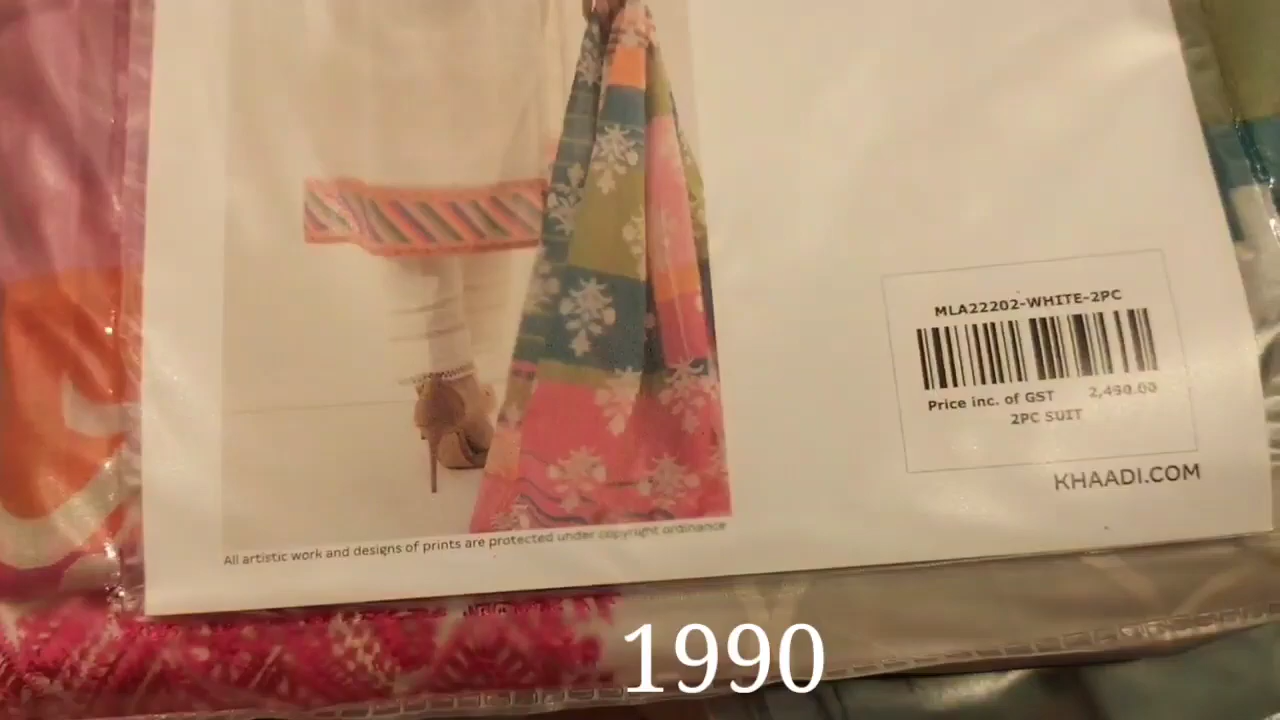 MLA22202-WHITE-2PC
Price inc. of GST 2,490.00
2PC SUIT
KHAADI.COM
All artistic work and designs of prints are protected under copyright ordinance
1990